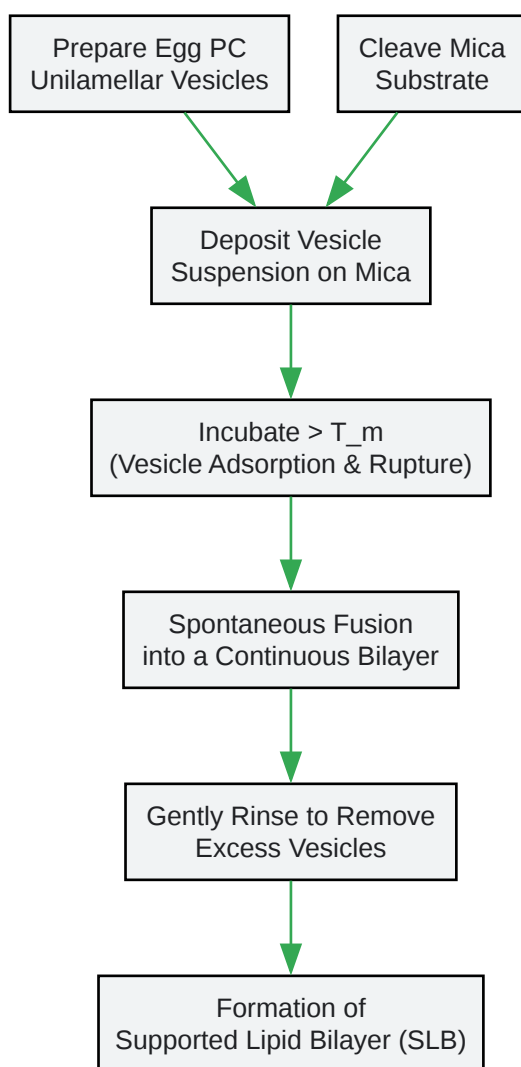 Prepare Egg PC
Unilamellar Vesicles
Cleave Mica
Substrate
Deposit Vesicle
Suspension on Mica
Incubate > T_m
(Vesicle Adsorption & Rupture)
Spontaneous Fusion
into a Continuous Bilayer
Gently Rinse to Remove
Excess Vesicles
Formation of
Supported Lipid Bilayer (SLB)